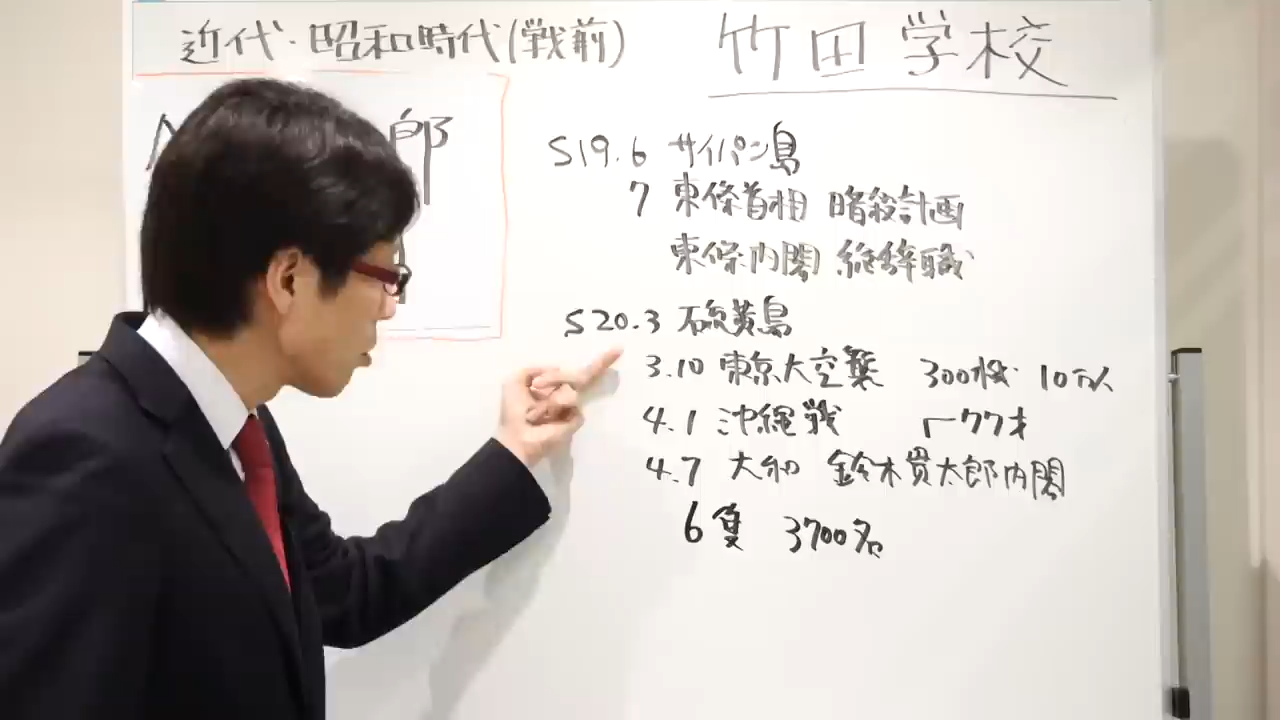 近代・昭和時代(戦前)
竹田学校
郎
S19.6 サイパン島
7 東條首相 暗殺計画
東條内閣 総辞職
S20.3 硫黄島
3.10 東京大空襲 300機 10万人
4.1 沖縄戦 77才
4.7 大和 鈴木貫太郎内閣
6隻 3700名